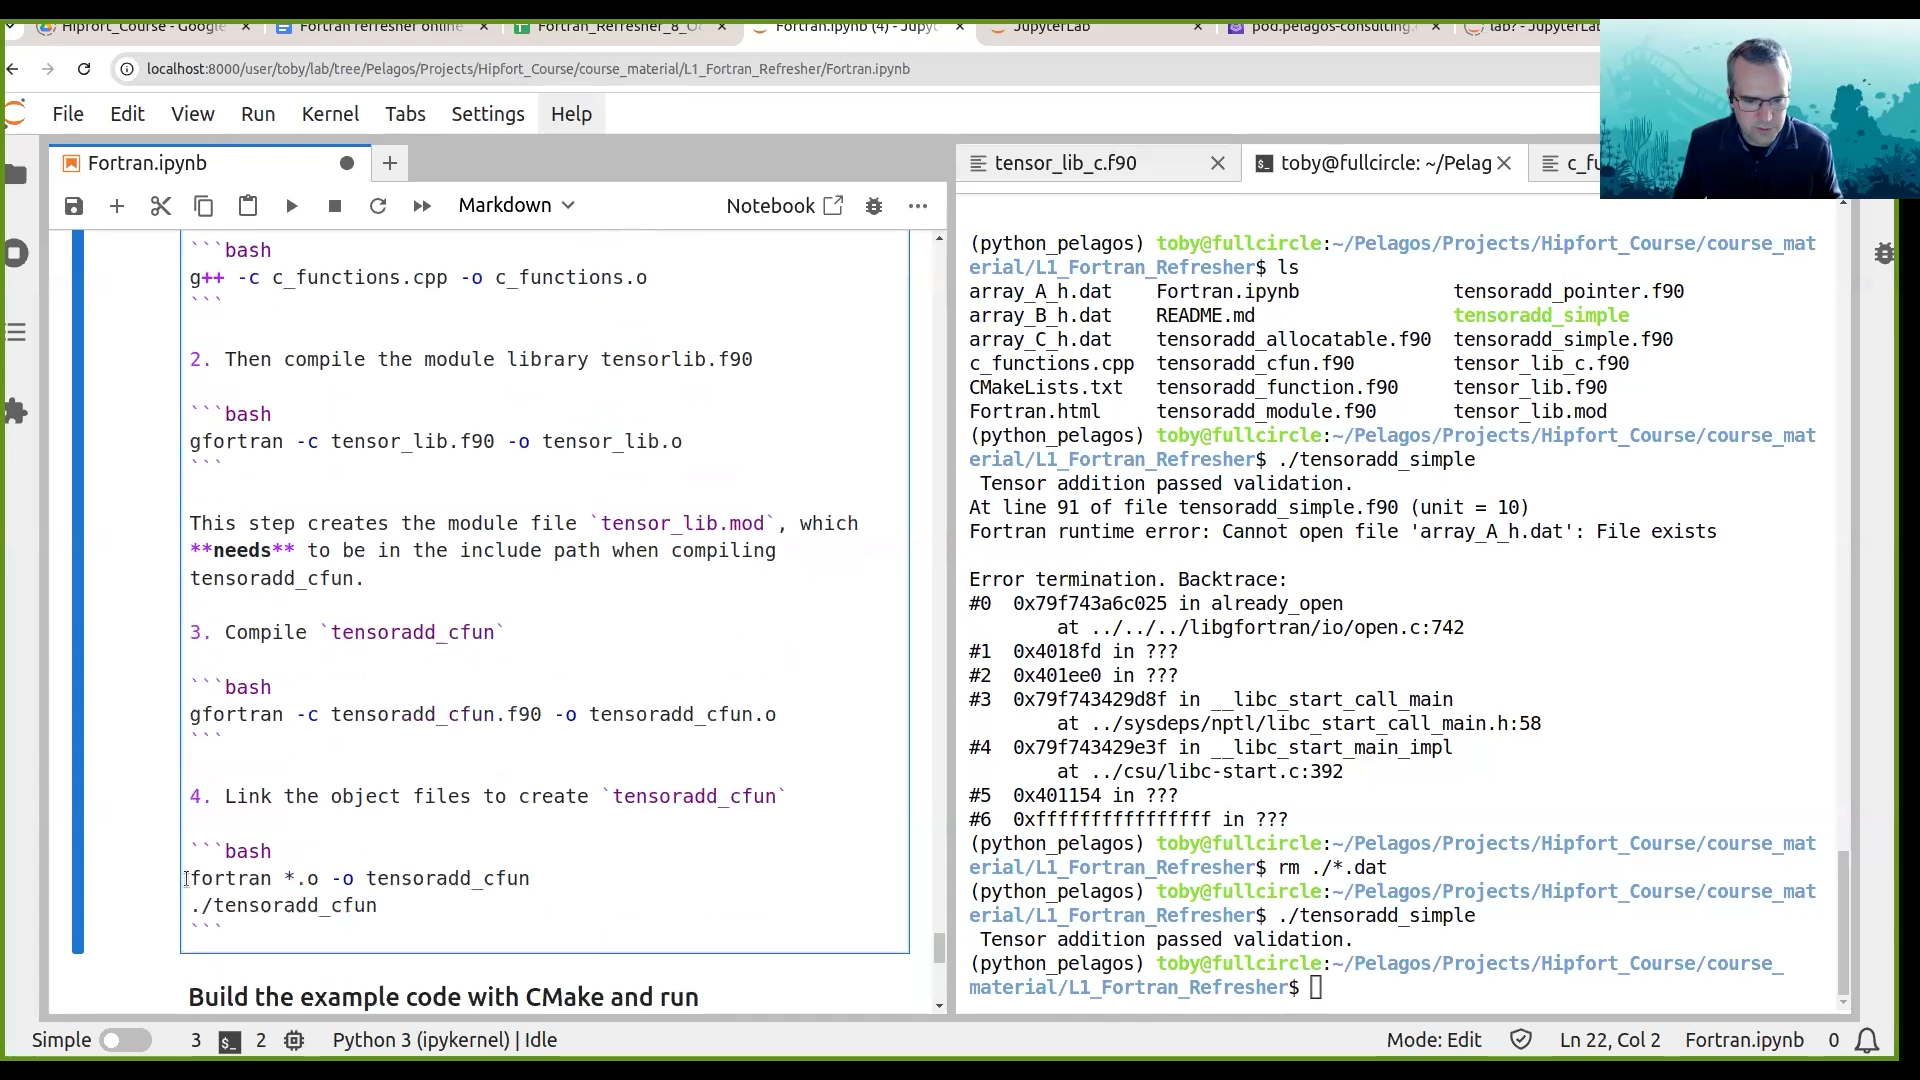 Hipfort_Course - Google
Fortran refresher online
Fortran_Refresher_8_Oc
Fortran.ipynb (4) - Jupyt
JupyterLab
pod.pelagos-consulting.
lab? - JupyterLab
localhost:8000/user/toby/lab/tree/Pelagos/Projects/Hipfort_Course/course_material/L1_Fortran_Refresher/Fortran.ipynb
File Edit View Run Kernel Tabs Settings Help
Fortran.ipynb
Markdown
Notebook
```bash
g++ -c c_functions.cpp -o c_functions.o
```
2. Then compile the module library tensorlib.f90
```bash
gfortran -c tensor_lib.f90 -o tensor_lib.o
```
This step creates the module file `tensor_lib.mod`, which
**needs** to be in the include path when compiling
tensoradd_cfun.
3. Compile `tensoradd_cfun`
```bash
gfortran -c tensoradd_cfun.f90 -o tensoradd_cfun.o
```
4. Link the object files to create `tensoradd_cfun`
```bash
fortran *.o -o tensoradd_cfun
./tensoradd_cfun
```
Build the example code with CMake and run
tensor_lib_c.f90
toby@fullcircle: ~/Pelag
c_fu
(python_pelagos) toby@fullcircle:~/Pelagos/Projects/Hipfort_Course/course_mat
erial/L1_Fortran_Refresher$ ls
array_A_h.dat Fortran.ipynb tensoradd_pointer.f90
array_B_h.dat README.md tensoradd_simple
array_C_h.dat tensoradd_allocatable.f90 tensoradd_simple.f90
c_functions.cpp tensoradd_cfun.f90 tensor_lib_c.f90
CMakeLists.txt tensoradd_function.f90 tensor_lib.f90
Fortran.html tensoradd_module.f90 tensor_lib.mod
(python_pelagos) toby@fullcircle:~/Pelagos/Projects/Hipfort_Course/course_mat
erial/L1_Fortran_Refresher$ ./tensoradd_simple
Tensor addition passed validation.
At line 91 of file tensoradd_simple.f90 (unit = 10)
Fortran runtime error: Cannot open file 'array_A_h.dat': File exists
Error termination. Backtrace:
#0 0x79f743a6c025 in already_open
at ../../../libgfortran/io/open.c:742
#1 0x4018fd in ???
#2 0x401ee0 in ???
#3 0x79f743429d8f in __libc_start_call_main
at ../sysdeps/nptl/libc_start_call_main.h:58
#4 0x79f743429e3f in __libc_start_main_impl
at ../csu/libc-start.c:392
#5 0x401154 in ???
#6 0xffffffffffffffff in ???
(python_pelagos) toby@fullcircle:~/Pelagos/Projects/Hipfort_Course/course_mat
erial/L1_Fortran_Refresher$ rm ./*.dat
(python_pelagos) toby@fullcircle:~/Pelagos/Projects/Hipfort_Course/course_mat
erial/L1_Fortran_Refresher$ ./tensoradd_simple
Tensor addition passed validation.
(python_pelagos) toby@fullcircle:~/Pelagos/Projects/Hipfort_Course/course_
material/L1_Fortran_Refresher$
Simple 3 $_ 2 Python 3 (ipykernel) | Idle Mode: Edit Ln 22, Col 2 Fortran.ipynb 0